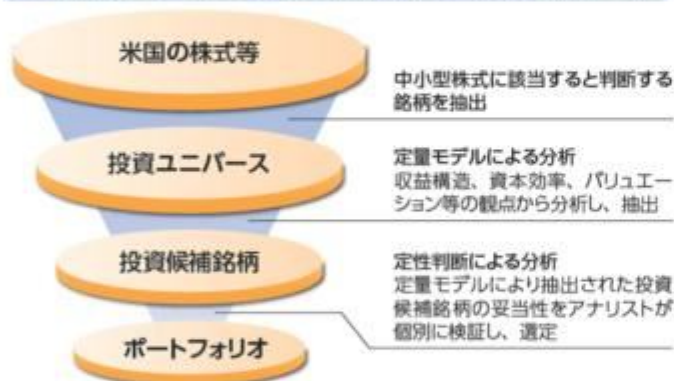 米国の株式等
中小型株式に該当すると判断する
銘柄を抽出
投資ユニバース
定量モデルによる分析
収益構造、資本効率、バリュエー
ション等の観点から分析し、抽出
投資候補銘柄
定性判断による分析
定量モデルにより抽出された投資
候補銘柄の妥当性をアナリストが
個別に検証し、選定
ポートフォリオ